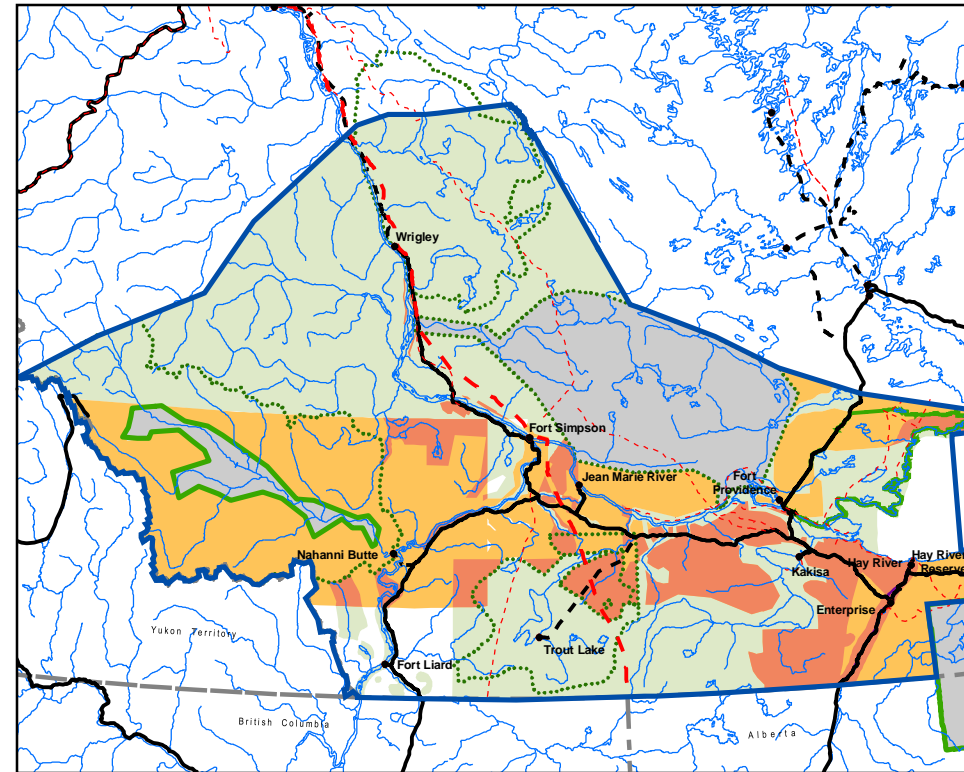 Wrigley
Fort Simpson
Jean Marie River
Fort
Providence
Nahanni Butte
Hay River
Hay River
Reserve
Kakisa
Enterprise
Yukon Territory
Trout Lake
Fort Liard
British Columbia
Alberta